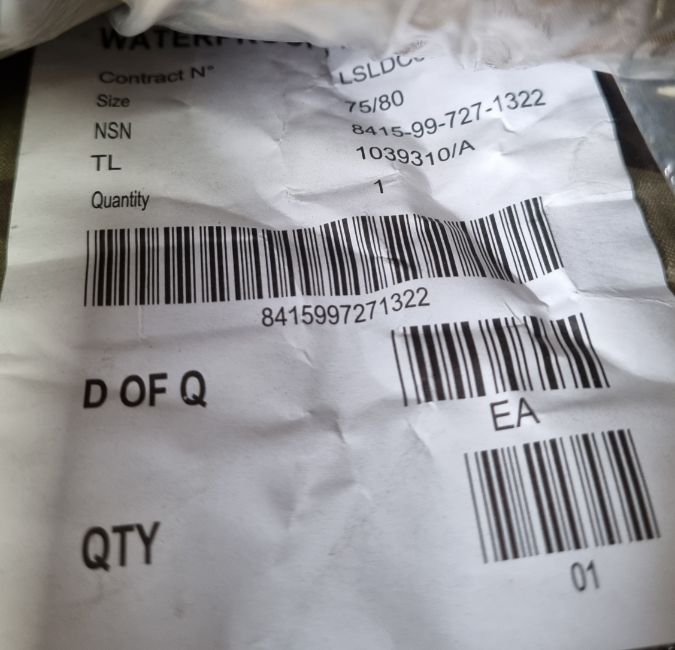 Contract N°
Size 75/80
NSN 8415-99-727-1322
TL 1039310/A
Quantity 1
8415997271322
D OF Q
EA
QTY
01